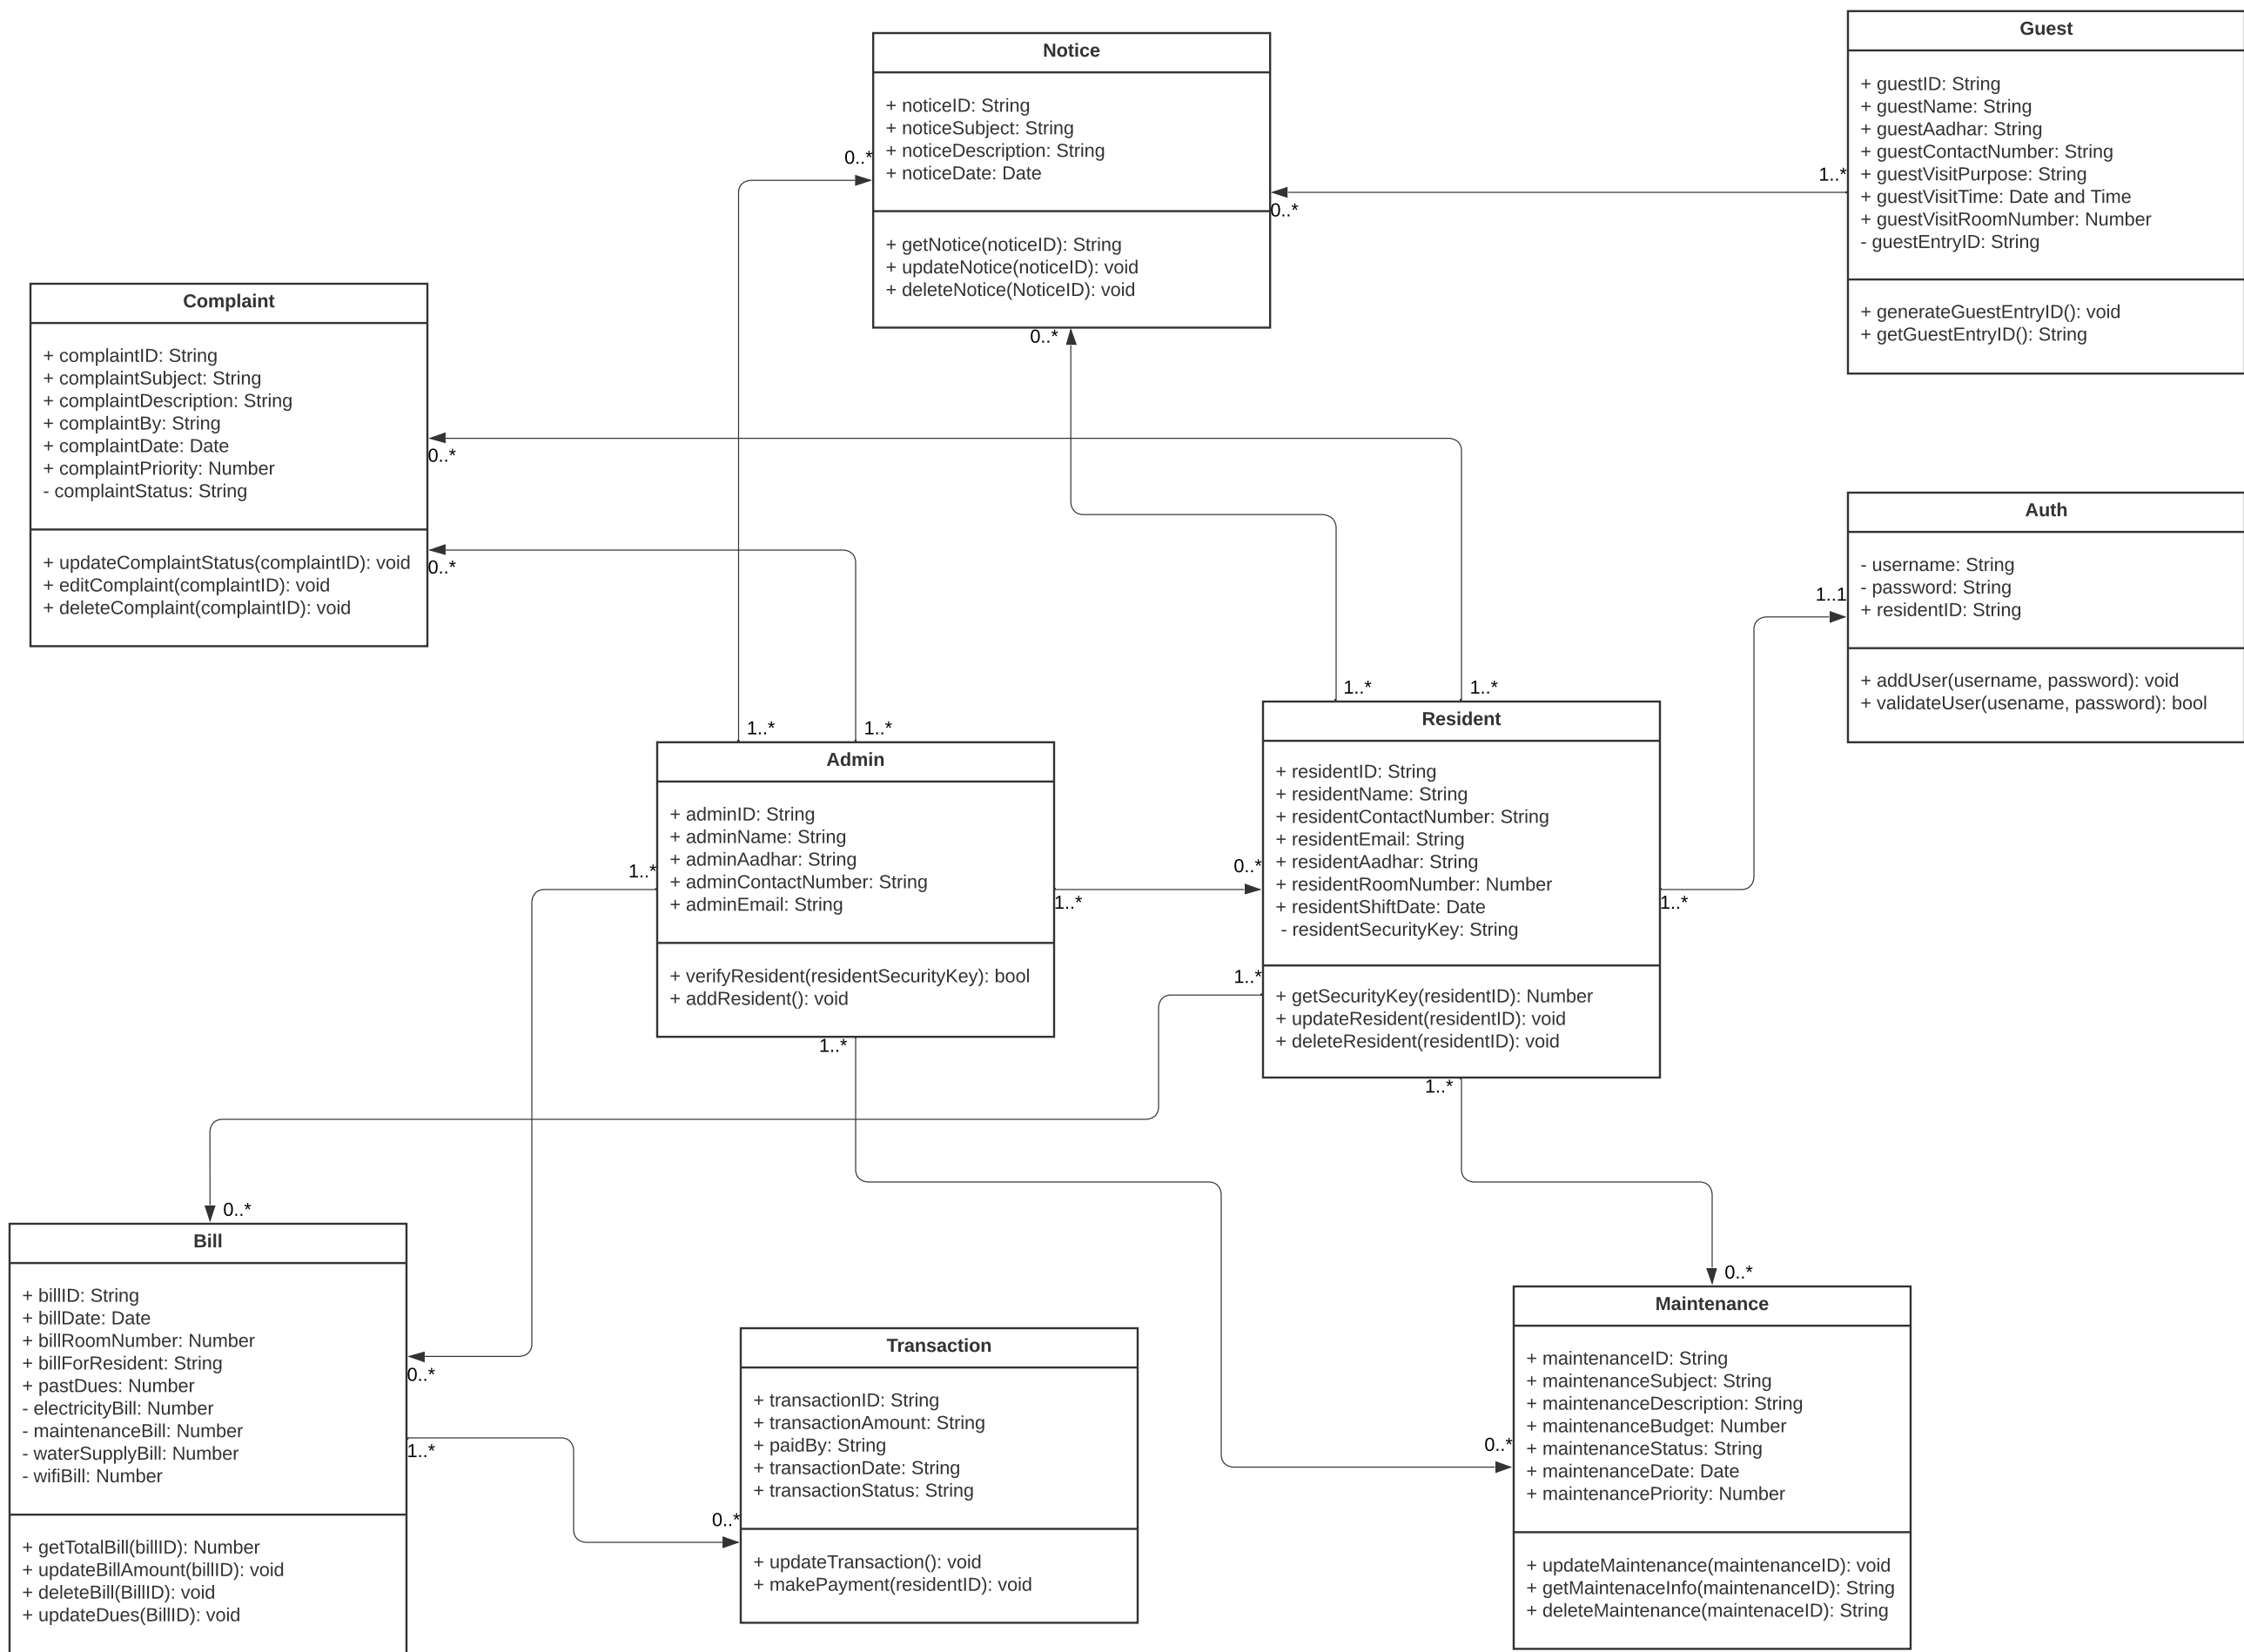 Notice
+ noticeID: String
+ noticeSubject: String
+ noticeDescription: String
+ noticeDate: Date
+ getNotice(noticeID): String
+ updateNotice(noticeID): void
+ deleteNotice(NoticeID): void
0..*
0..*
0..*
Guest
+ guestID: String
+ guestName: String
+ guestAadhar: String
+ guestContactNumber: String
+ guestVisitPurpose: String
+ guestVisitTime: Date and Time
+ guestVisitRoomNumber: Number
- guestEntryID: String
+ generateGuestEntryID(): void
+ getGuestEntryID(): String
1..*
Complaint
+ complaintID: String
+ complaintSubject: String
+ complaintDescription: String
+ complaintBy: String
+ complaintDate: Date
+ complaintPriority: Number
- complaintStatus: String
+ updateComplaintStatus(complaintID): void
+ editComplaint(complaintID): void
+ deleteComplaint(complaintID): void
0..*
0..*
Auth
- username: String
- password: String
+ residentID: String
+ addUser(username, password): void
+ validateUser(usename, password): bool
1..1
1..*
1..*
Admin
+ adminID: String
+ adminName: String
+ adminAadhar: String
+ adminContactNumber: String
+ adminEmail: String
+ verifyResident(residentSecurityKey): bool
+ addResident(): void
1..*
1..*
1..*
1..*
1..*
Resident
+ residentID: String
+ residentName: String
+ residentContactNumber: String
+ residentEmail: String
+ residentAadhar: String
+ residentRoomNumber: Number
+ residentShiftDate: Date
- residentSecurityKey: String
+ getSecurityKey(residentID): Number
+ updateResident(residentID): void
+ deleteResident(residentID): void
0..*
1..*
1..*
1..*
0..*
Bill
+ billID: String
+ billDate: Date
+ billRoomNumber: Number
+ billForResident: String
+ pastDues: Number
- electricityBill: Number
- maintenanceBill: Number
- waterSupplyBill: Number
- wifiBill: Number
+ getTotalBill(billID): Number
+ updateBillAmount(billID): void
+ deleteBill(BillID): void
+ updateDues(BillID): void
0..*
1..*
Transaction
+ transactionID: String
+ transactionAmount: String
+ paidBy: String
+ transactionDate: String
+ transactionStatus: String
+ updateTransaction(): void
+ makePayment(residentID): void
0..*
0..*
Maintenance
+ maintenanceID: String
+ maintenanceSubject: String
+ maintenanceDescription: String
+ maintenanceBudget: Number
+ maintenanceStatus: String
+ maintenanceDate: Date
+ maintenancePriority: Number
+ updateMaintenance(maintenanceID): void
+ getMaintenaceInfo(maintenanceID): String
+ deleteMaintenance(maintenaceID): String
0..*